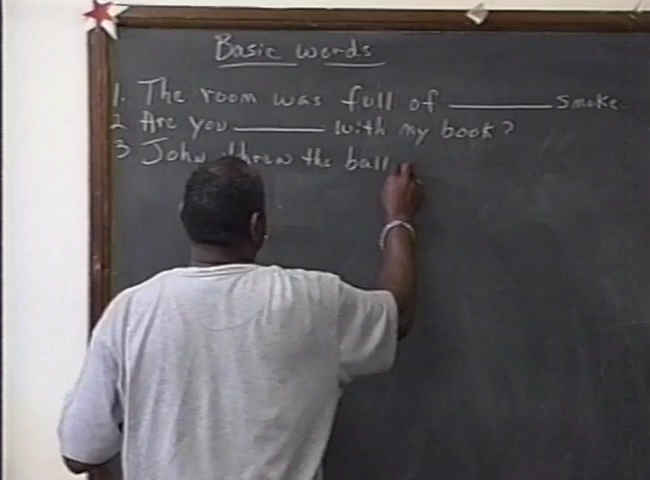 Basic words
1. The room was full of ________ smoke.
2 Are you ________ with my book?
3 John threw the ball